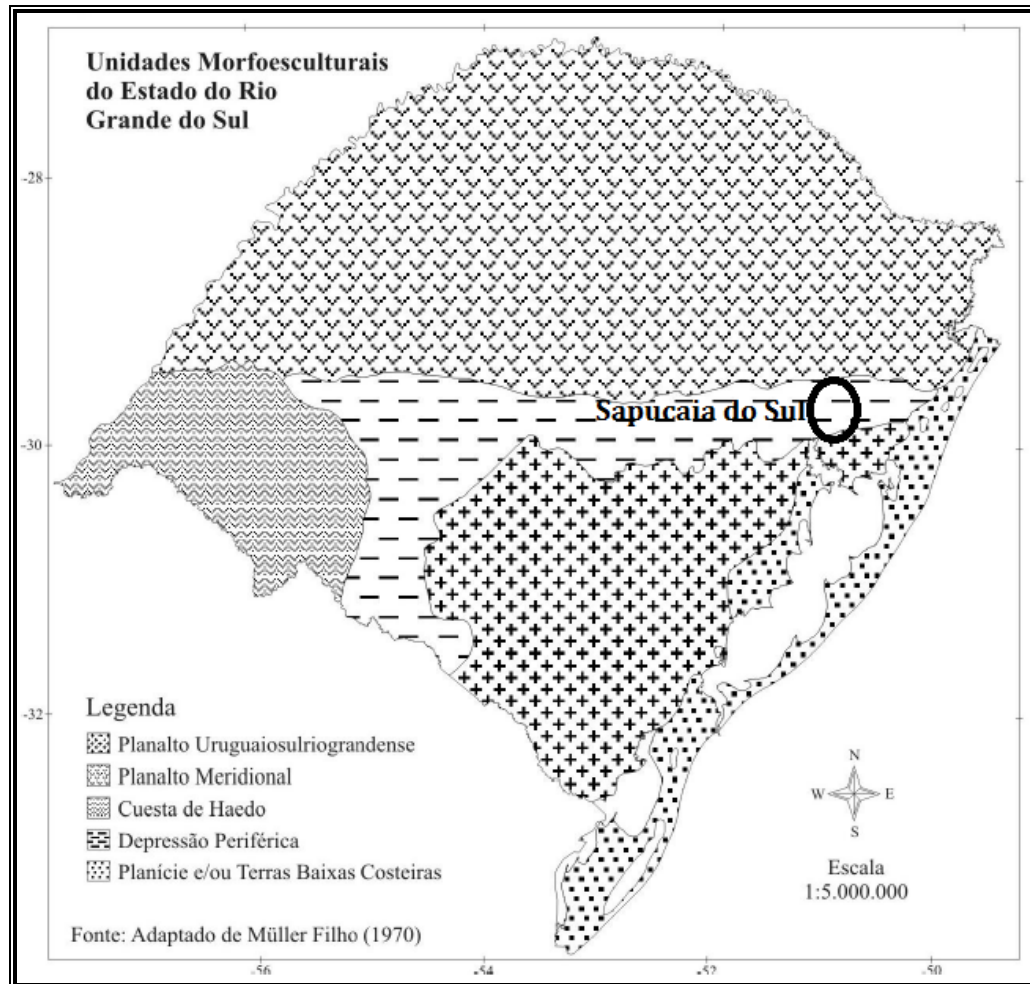 Unidades Morfoesculturais
do Estado do Rio
Grande do Sul
-28
-30
-32
Sapucaia do Sul
Legenda
Planalto Uruguaiosulriograndense
Planalto Meridional
Cuesta de Haedo
Depressão Periférica
Planície e/ou Terras Baixas Costeiras
N
W E
S
Escala
1:5.000.000
Fonte: Adaptado de Müller Filho (1970)
-56 -54 -52 -50